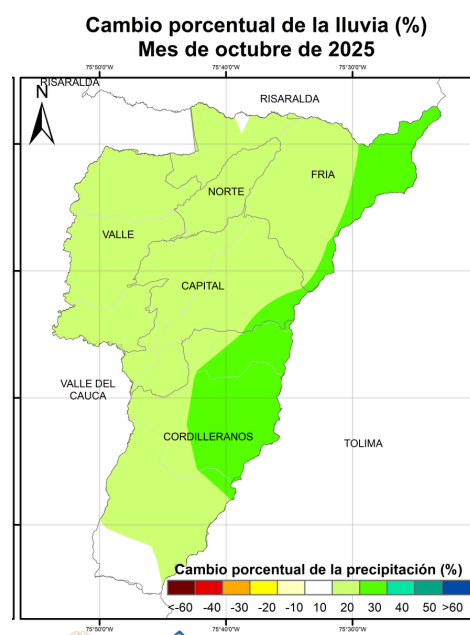 Cambio porcentual de la lluvia (%)
Mes de octubre de 2025
75°50'0"W 75°40'0"W 75°30'0"W
RISARALDA
RISARALDA
N
FRIA
NORTE
VALLE
CAPITAL
VALLE DEL
CAUCA
CORDILLERANOS
TOLIMA
Cambio porcentual de la precipitación (%)
<-60 -40 -30 -20 -10 10 20 30 40 50 >60
75°50'0"W 75°40'0"W 75°30'0"W